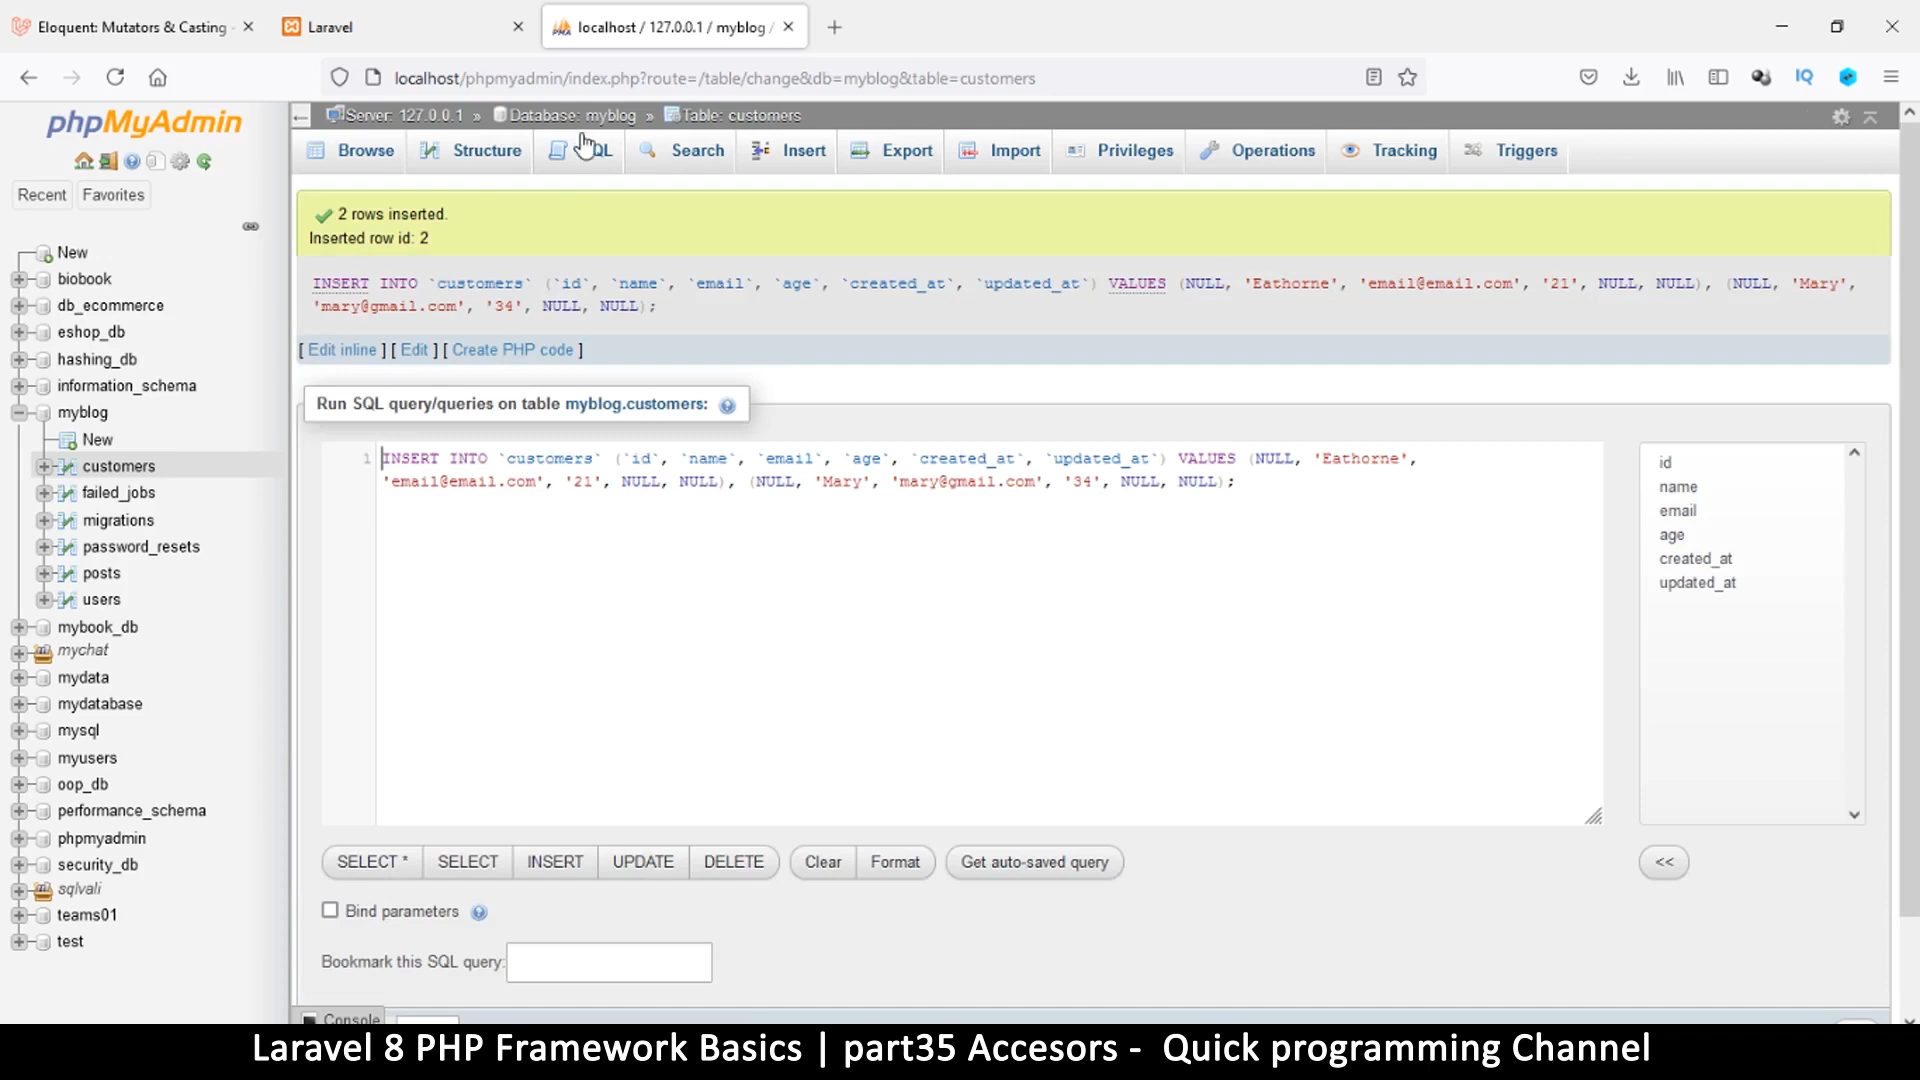 Eloquent: Mutators & Casting -
Laravel
localhost / 127.0.0.1 / myblog /
localhost/phpmyadmin/index.php?route=/table/change&db=myblog&table=customers
IQ
phpMyAdmin
Recent
Favorites
New
biobook
db_ecommerce
eshop_db
hashing_db
information_schema
myblog
New
customers
failed_jobs
migrations
password_resets
posts
users
mybook_db
mychat
mydata
mydatabase
mysql
myusers
oop_db
performance_schema
phpmyadmin
security_db
sqlvali
teams01
test
Server: 127.0.0.1 » Database: myblog » Table: customers
Browse Structure SQL Search Insert Export Import Privileges Operations Tracking Triggers
2 rows inserted.
Inserted row id: 2
INSERT INTO `customers` (`id`, `name`, `email`, `age`, `created_at`, `updated_at`) VALUES (NULL, 'Eathorne', 'email@email.com', '21', NULL, NULL), (NULL, 'Mary',
'mary@gmail.com', '34', NULL, NULL);
[ Edit inline ] [ Edit ] [ Create PHP code ]
Run SQL query/queries on table myblog.customers:
1 INSERT INTO `customers` (`id`, `name`, `email`, `age`, `created_at`, `updated_at`) VALUES (NULL, 'Eathorne',
'email@email.com', '21', NULL, NULL), (NULL, 'Mary', 'mary@gmail.com', '34', NULL, NULL);
id
name
email
age
created_at
updated_at
SELECT * SELECT INSERT UPDATE DELETE Clear Format Get auto-saved query <<
Bind parameters
Bookmark this SQL query:
Console
Laravel 8 PHP Framework Basics | part35 Accesors - Quick programming Channel